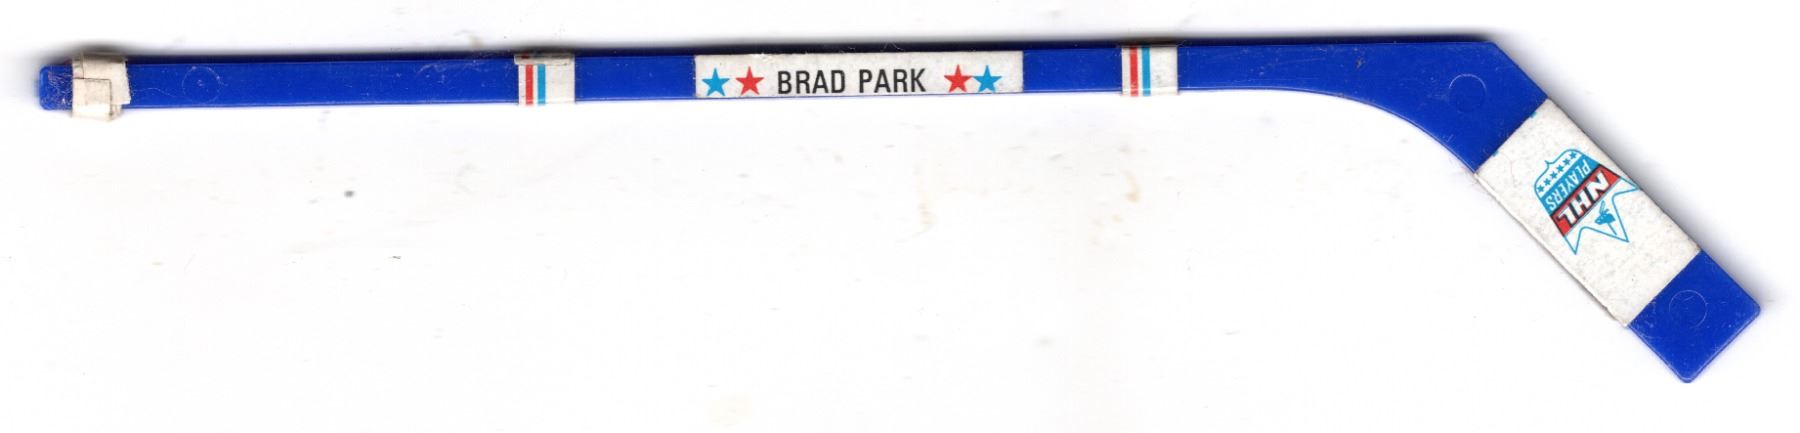 BRAD PARK
NHL
PLAYERS